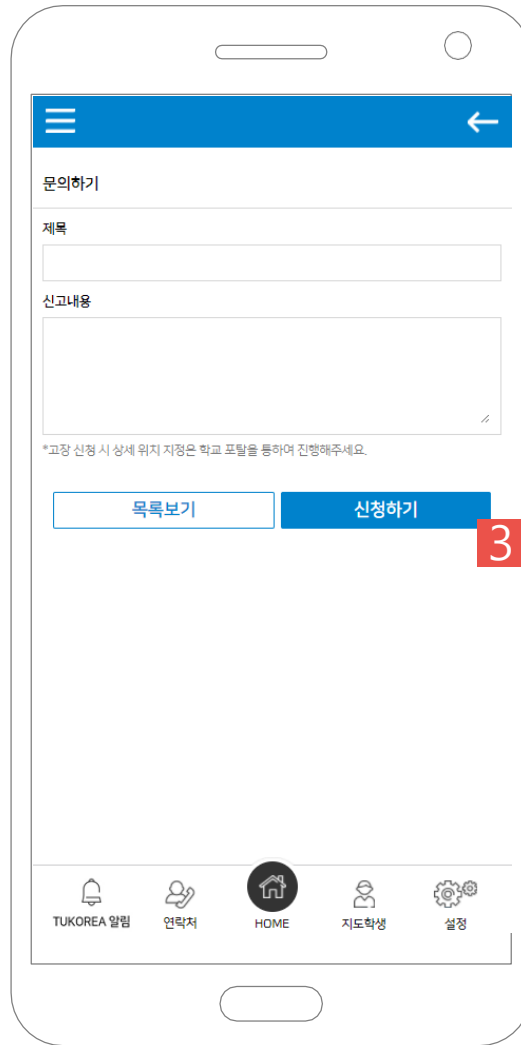 문의하기
제목
신고내용
*고장 신청 시 상세 위치 지정은 학교 포탈을 통하여 진행해주세요.
목록보기 신청하기
3
TUKOREA 알림 연락처 HOME 지도학생 설정